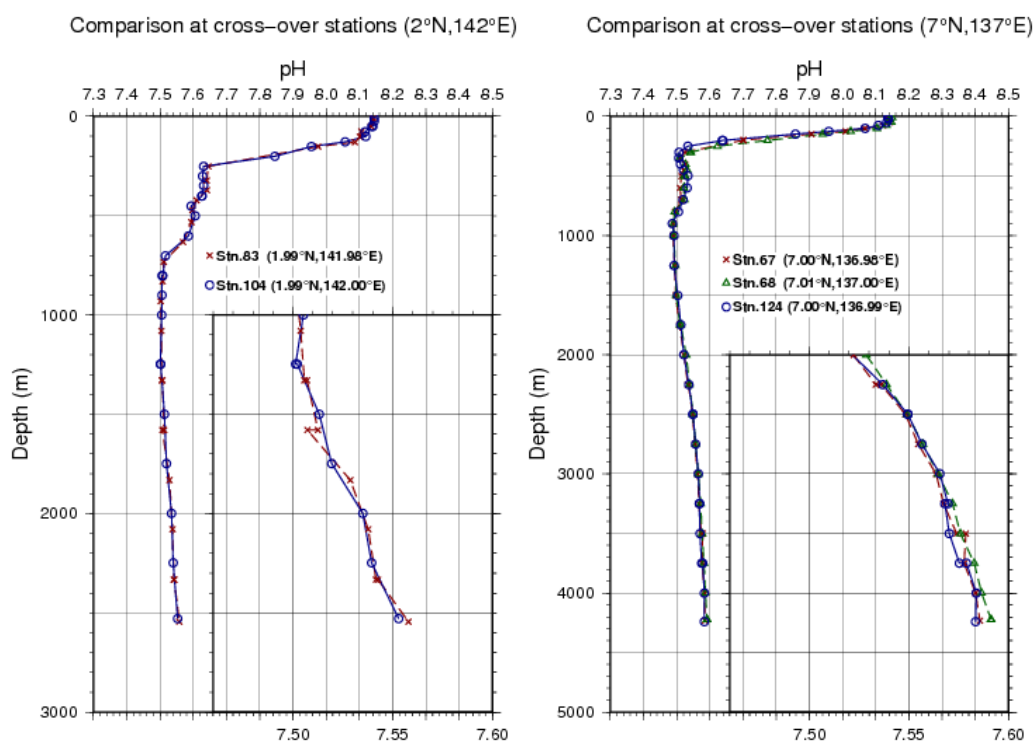 Comparison at cross−over stations (2°N,142°E)
pH
7.3 7.4 7.5 7.6 7.7 7.8 7.9 8.0 8.1 8.2 8.3 8.4 8.5
0
1000
2000
3000
Depth (m)
Stn.83 (1.99°N,141.98°E)
Stn.104 (1.99°N,142.00°E)
7.50 7.55 7.60
Comparison at cross−over stations (7°N,137°E)
pH
7.3 7.4 7.5 7.6 7.7 7.8 7.9 8.0 8.1 8.2 8.3 8.4 8.5
0
1000
2000
3000
4000
5000
Depth (m)
Stn.67 (7.00°N,136.98°E)
Stn.68 (7.01°N,137.00°E)
Stn.124 (7.00°N,136.99°E)
7.50 7.55 7.60